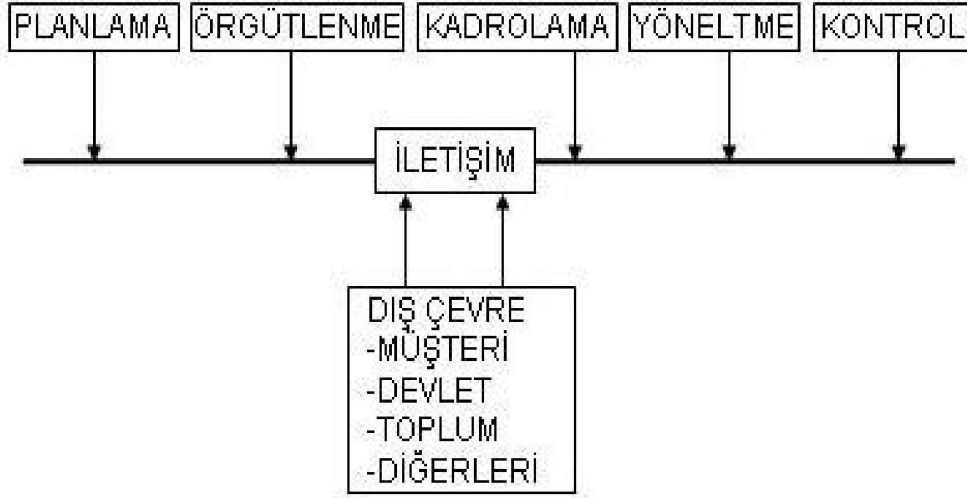 PLANLAMA
ÖRGÜTLENME
KADROLAMA
YÖNELTME
KONTROL
İLETİŞİM
DIŞ ÇEVRE
-MÜŞTERİ
-DEVLET
-TOPLUM
-DİĞERLERİ